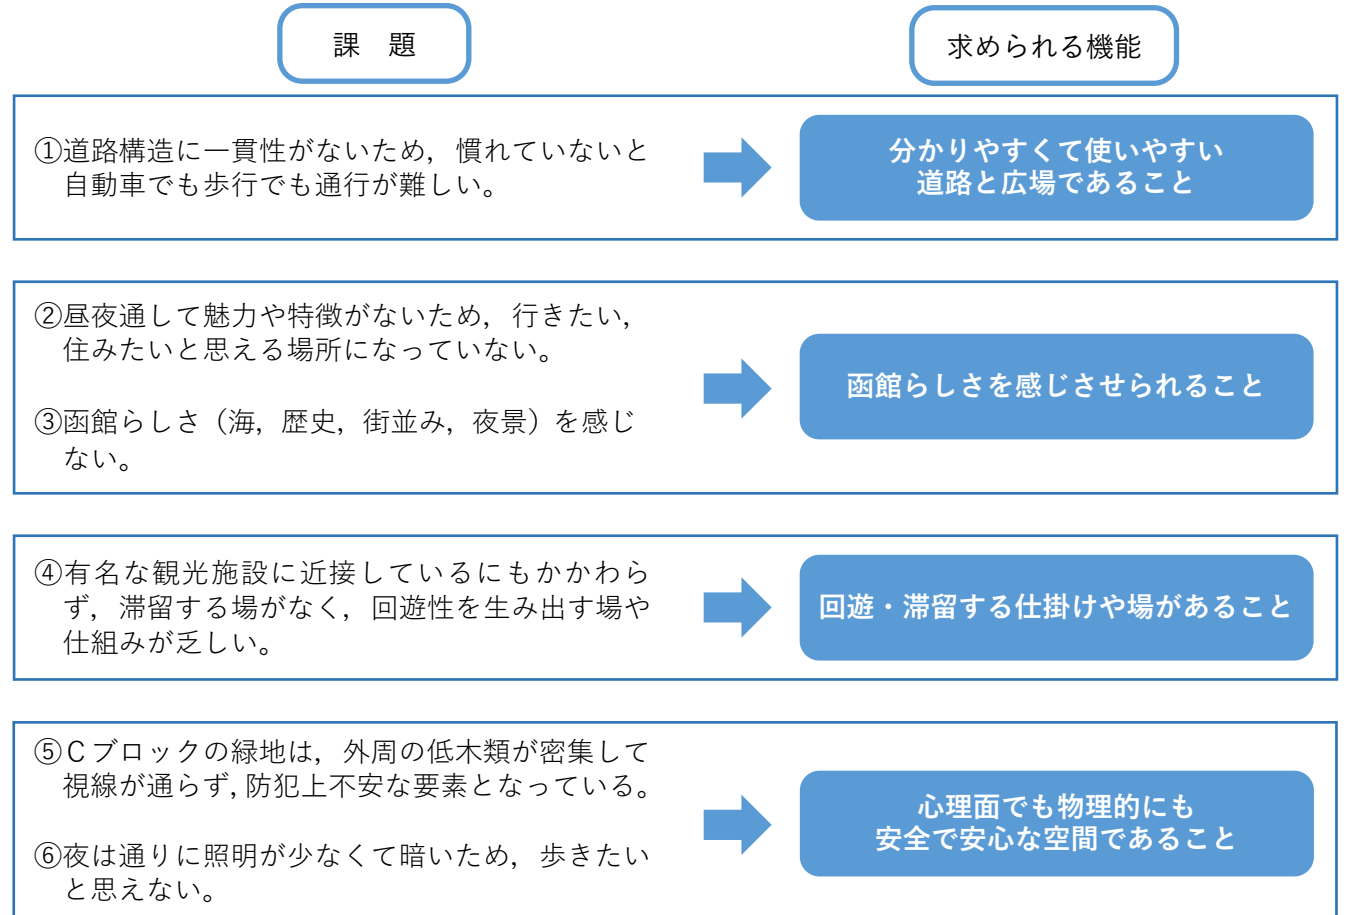 課　題
求められる機能
①道路構造に一貫性がないため，慣れていないと
自動車でも歩行でも通行が難しい。
分かりやすくて使いやすい
道路と広場であること
②昼夜通して魅力や特徴がないため，行きたい，
住みたいと思える場所になっていない。
③函館らしさ（海，歴史，街並み，夜景）を感じ
ない。
函館らしさを感じさせられること
④有名な観光施設に近接しているにもかかわら
ず，滞留する場がなく，回遊性を生み出す場や
仕組みが乏しい。
回遊・滞留する仕掛けや場があること
⑤Ｃブロックの緑地は，外周の低木類が密集して
視線が通らず，防犯上不安な要素となっている。
⑥夜は通りに照明が少なくて暗いため，歩きたい
と思えない。
心理面でも物理的にも
安全で安心な空間であること